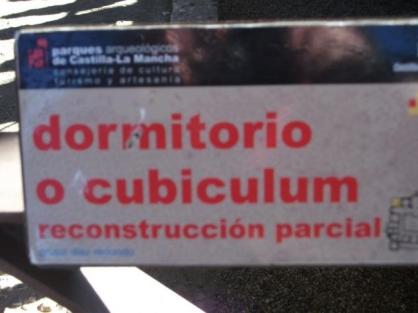 parques arqueológicos
de Castilla-La Mancha
consejería de cultura
turismo y artesanía
dormitorio
o cubiculum
reconstrucción parcial